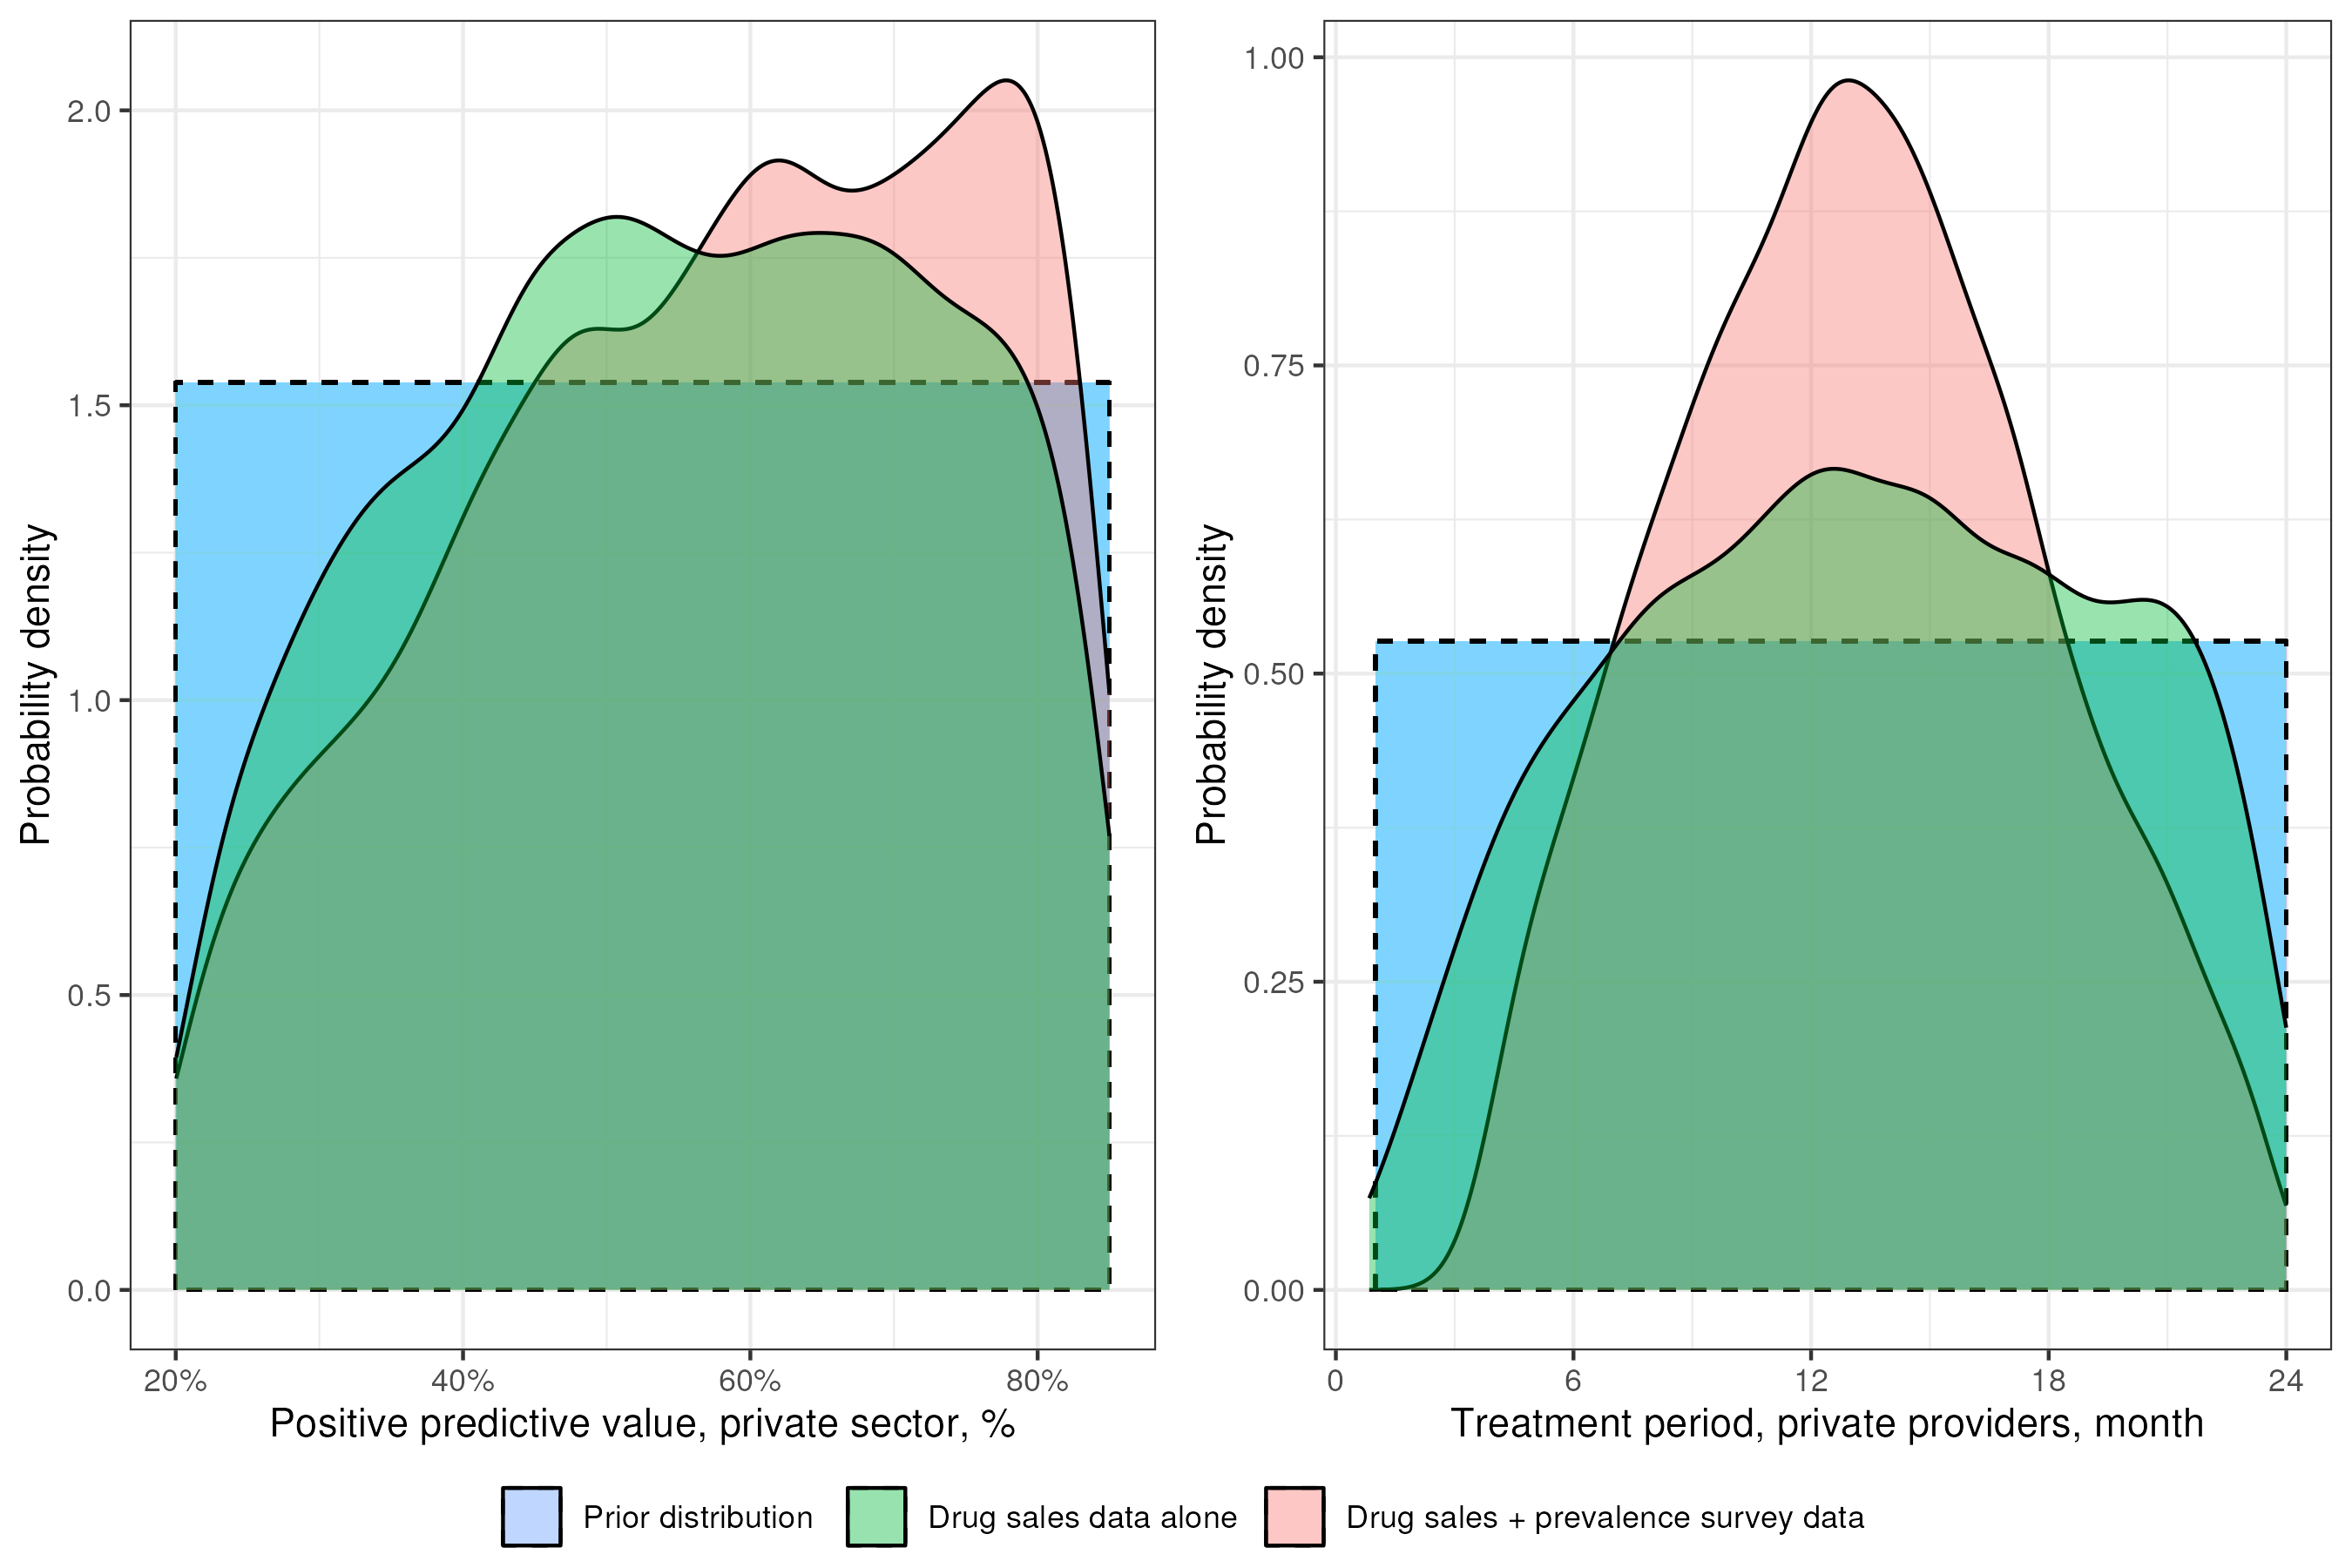 Probability density
2.0
1.5
1.0
0.5
0.0
20% 40% 60% 80%
Positive predictive value, private sector, %
Probability density
1.00
0.75
0.50
0.25
0.00
0 6 12 18 24
Treatment period, private providers, month
Prior distribution Drug sales data alone Drug sales + prevalence survey data